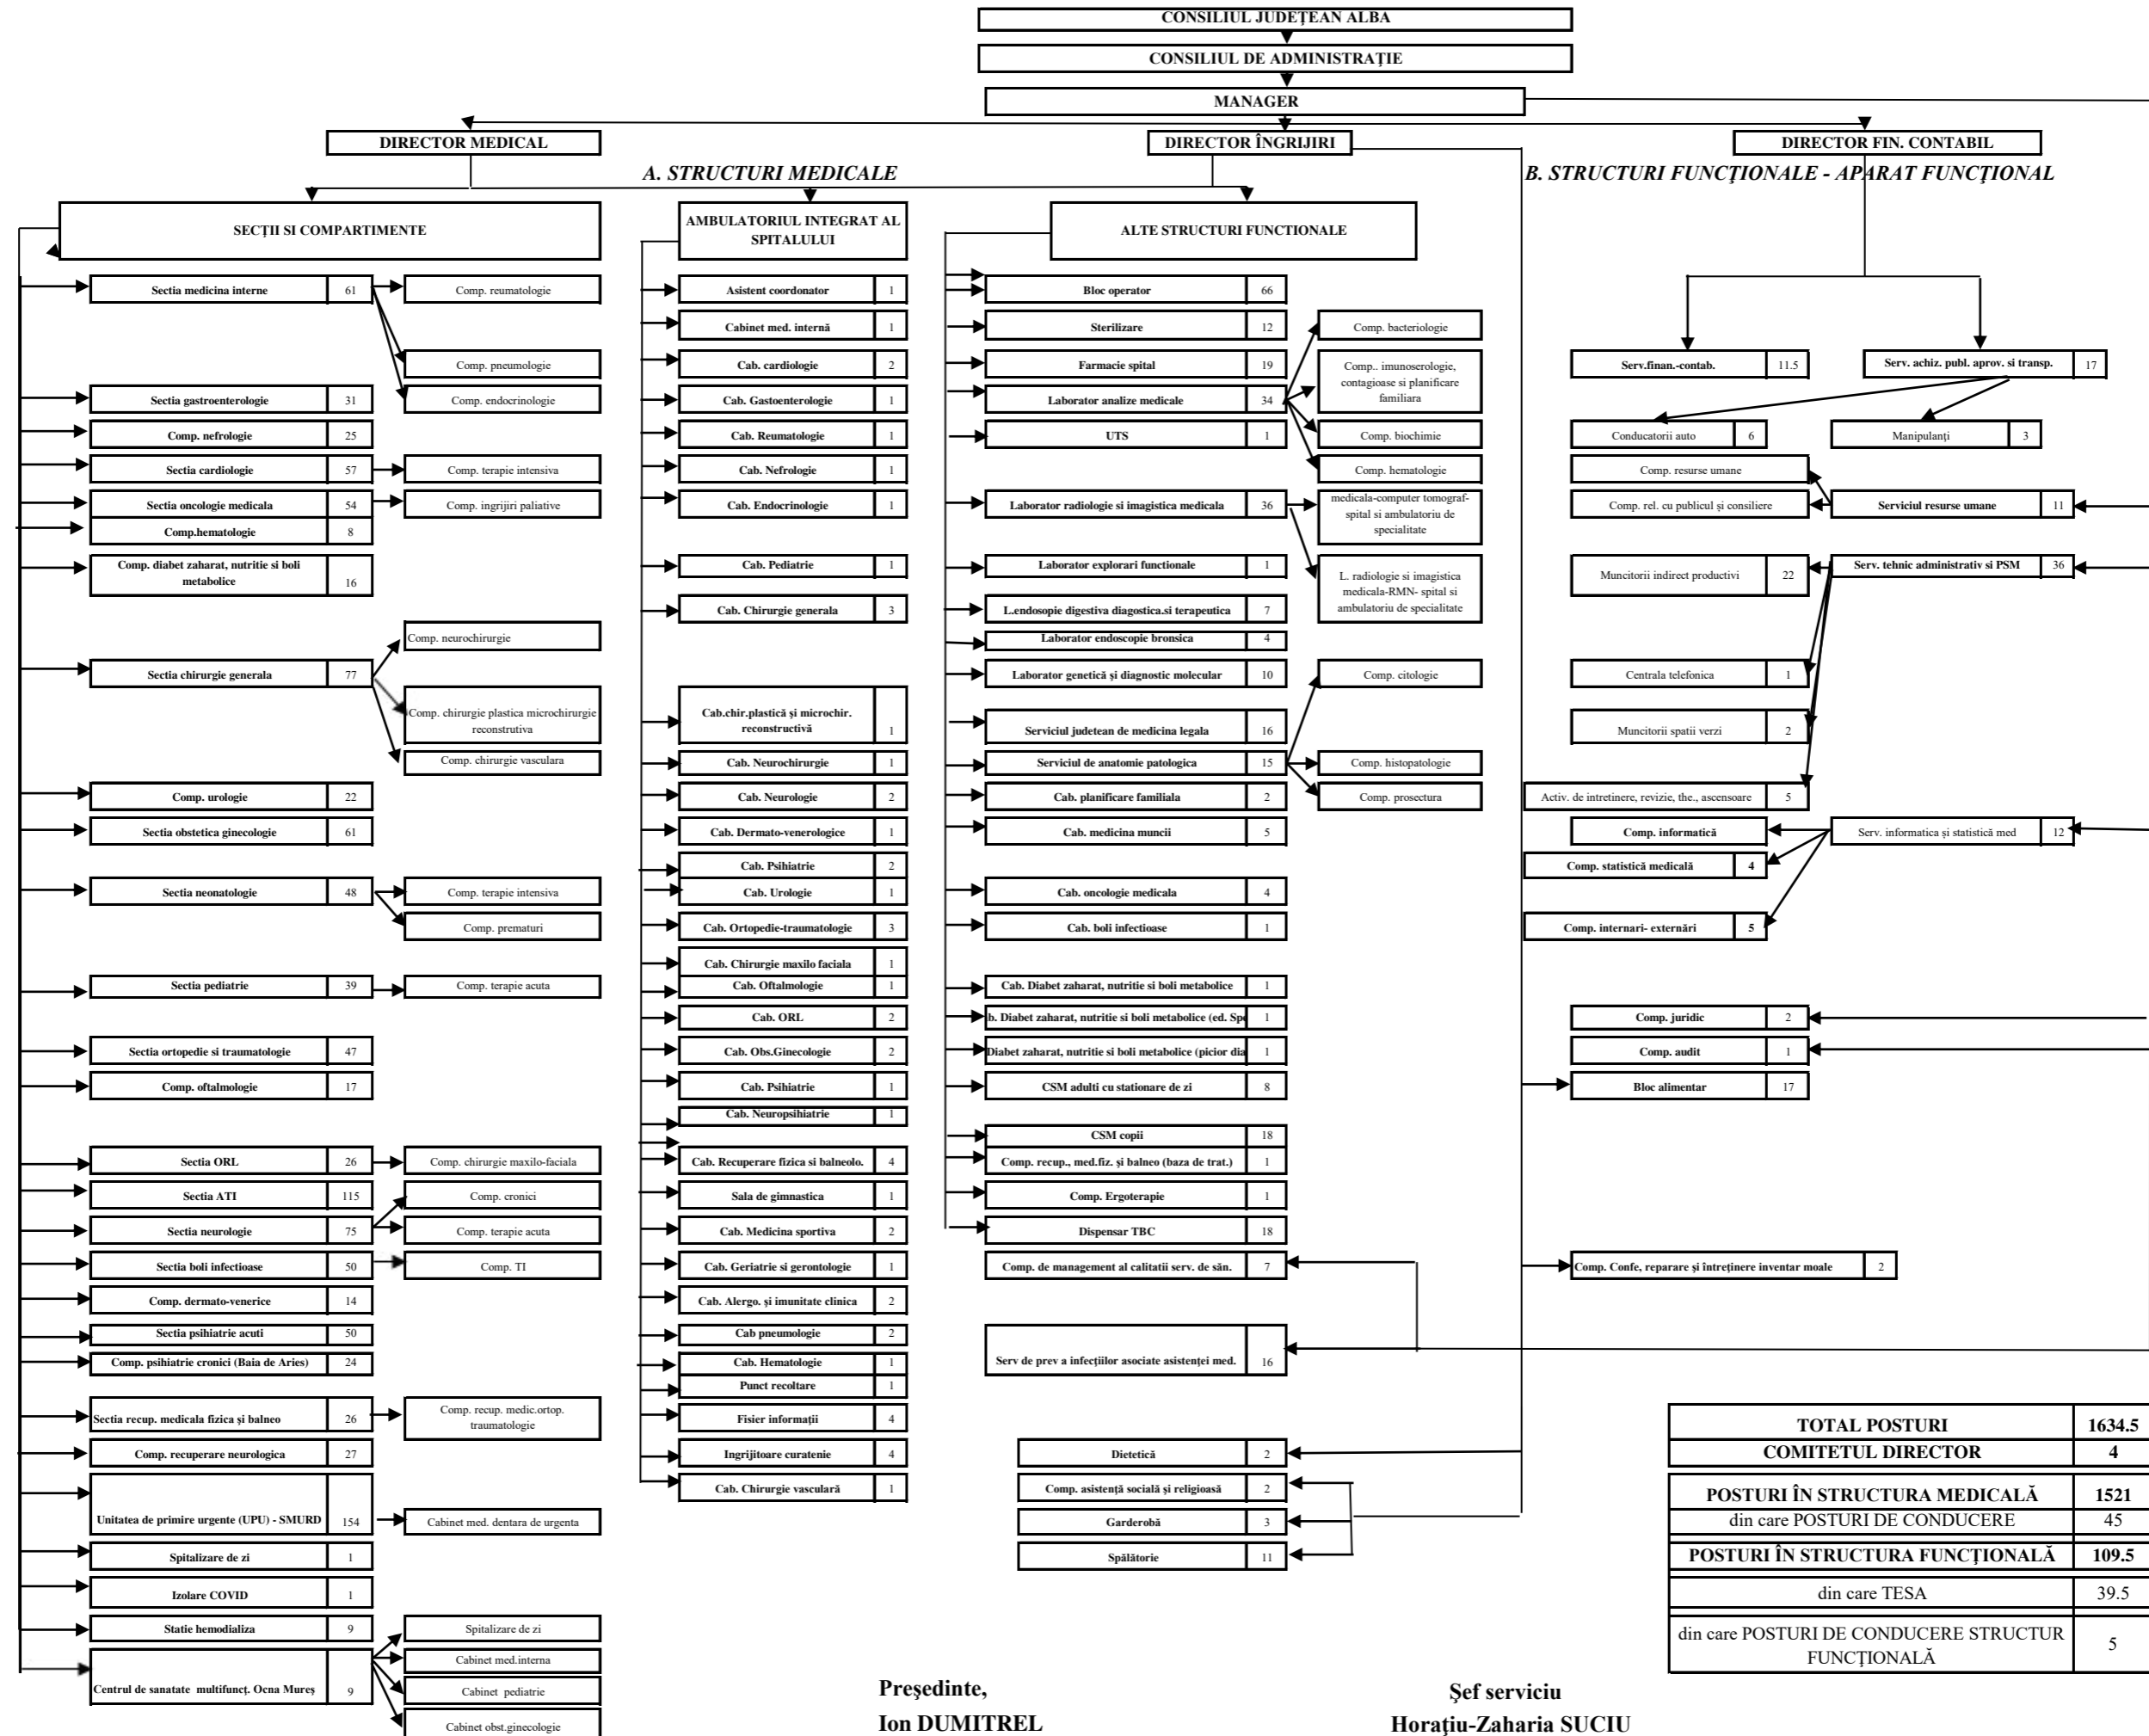 CONSILIUL JUDEȚEAN ALBA
CONSILIUL DE ADMINISTRAȚIE
MANAGER
DIRECTOR MEDICAL
DIRECTOR ÎNGRIJIRI
DIRECTOR FIN. CONTABIL
A. STRUCTURI MEDICALE
B. STRUCTURI FUNCȚIONALE - APARAT FUNCȚIONAL
SECȚII SI COMPARTIMENTE
Sectia medicina interne 61
Comp. reumatologie
Comp. pneumologie
Comp. endocrinologie
Sectia gastroenterologie 31
Comp. nefrologie 25
Sectia cardiologie 57
Comp. terapie intensiva
Sectia oncologie medicala 54
Comp. ingrijiri paliative
Comp.hematologie 8
Comp. diabet zaharat, nutritie si boli
metabolice 16
Comp. neurochirurgie
Sectia chirurgie generala 77
Comp. chirurgie plastica microchirurgie
reconstrutiva
Comp. chirurgie vasculara
Comp. urologie 22
Sectia obstetica ginecologie 61
Sectia neonatologie 48
Comp. terapie intensiva
Comp. prematuri
Sectia pediatrie 39
Comp. terapie acuta
Sectia ortopedie si traumatologie 47
Comp. oftalmologie 17
Sectia ORL 26
Comp. chirurgie maxilo-faciala
Sectia ATI 115
Comp. cronici
Sectia neurologie 75
Comp. terapie acuta
Sectia boli infectioase 50
Comp. TI
Comp. dermato-venerice 14
Sectia psihiatrie acuti 50
Comp. psihiatrie cronici (Baia de Aries) 24
Sectia recup. medicala fizica și balneo 26
Comp. recup. medic.ortop.
traumatologie
Comp. recuperare neurologica 27
Unitatea de primire urgente (UPU) - SMURD 154
Cabinet med. dentara de urgenta
Spitalizare de zi 1
Izolare COVID 1
Statie hemodializa 9
Spitalizare de zi
Cabinet med.interna
Centrul de sanatate multifuncț. Ocna Mureș 9
Cabinet pediatrie
Cabinet obst.ginecologie
AMBULATORIUL INTEGRAT AL
SPITALULUI
Asistent coordonator 1
Cabinet med. internă 1
Cab. cardiologie 2
Cab. Gastoenterologie 1
Cab. Reumatologie 1
Cab. Nefrologie 1
Cab. Endocrinologie 1
Cab. Pediatrie 1
Cab. Chirurgie generala 3
Cab.chir.plastică și microchir.
reconstructivă 1
Cab. Neurochirurgie 1
Cab. Neurologie 2
Cab. Dermato-venerologice 1
Cab. Psihiatrie 2
Cab. Urologie 1
Cab. Ortopedie-traumatologie 3
Cab. Chirurgie maxilo faciala 1
Cab. Oftalmologie 1
Cab. ORL 2
Cab. Obs.Ginecologie 2
Cab. Psihiatrie 1
Cab. Neuropsihiatrie 1
Cab. Recuperare fizica si balneolo. 4
Sala de gimnastica 1
Cab. Medicina sportiva 2
Cab. Geriatrie si gerontologie 1
Cab. Alergo. și imunitate clinica 2
Cab pneumologie 2
Cab. Hematologie 1
Punct recoltare 1
Fisier informații 4
Ingrijitoare curatenie 4
Cab. Chirurgie vasculară 1
ALTE STRUCTURI FUNCTIONALE
Bloc operator 66
Sterilizare 12
Farmacie spital 19
Laborator analize medicale 34
Comp. bacteriologie
Comp.. imunoserologie,
contagioase si planificare
familiara
Comp. biochimie
Comp. hematologie
UTS 1
Laborator radiologie si imagistica medicala 36
medicala-computer tomograf-
spital si ambulatoriu de
specialitate
L. radiologie si imagistica
medicala-RMN- spital si
ambulatoriu de specialitate
Laborator explorari functionale 1
L.endosopie digestiva diagostica.si terapeutica 7
Laborator endoscopie bronsica 4
Laborator genetică și diagnostic molecular 10
Comp. citologie
Serviciul judetean de medicina legala 16
Serviciul de anatomie patologica 15
Comp. histopatologie
Comp. prosectura
Cab. planificare familiala 2
Cab. medicina muncii 5
Cab. oncologie medicala 4
Cab. boli infectioase 1
Cab. Diabet zaharat, nutritie si boli metabolice 1
b. Diabet zaharat, nutritie si boli metabolice (ed. Spe 1
Diabet zaharat, nutritie si boli metabolice (picior dia 1
CSM adulti cu stationare de zi 8
CSM copii 18
Comp. recup., med.fiz. și balneo (baza de trat.) 1
Comp. Ergoterapie 1
Dispensar TBC 18
Comp. de management al calitatii serv. de săn. 7
Serv de prev a infecțiilor asociate asistenței med. 16
Dietetică 2
Comp. asistență socială și religioasă 2
Garderobă 3
Spălătorie 11
Serv.finan.-contab. 11.5
Serv. achiz. publ. aprov. si transp. 17
Conducatorii auto 6
Manipulanți 3
Comp. resurse umane
Comp. rel. cu publicul și consiliere
Serviciul resurse umane 11
Muncitorii indirect productivi 22
Serv. tehnic administrativ si PSM 36
Centrala telefonica 1
Muncitorii spatii verzi 2
Activ. de intretinere, revizie, the., ascensoare 5
Comp. informatică
Serv. informatica și statistică med 12
Comp. statistică medicală 4
Comp. internari- externări 5
Comp. juridic 2
Comp. audit 1
Bloc alimentar 17
Comp. Confe, reparare și întreținere inventar moale 2
TOTAL POSTURI 1634.5
COMITETUL DIRECTOR 4
POSTURI ÎN STRUCTURA MEDICALĂ 1521
din care POSTURI DE CONDUCERE 45
POSTURI ÎN STRUCTURA FUNCȚIONALĂ 109.5
din care TESA 39.5
din care POSTURI DE CONDUCERE STRUCTUR
FUNCȚIONALĂ 5
Președinte,
Ion DUMITREL
Șef serviciu
Horațiu-Zaharia SUCIU